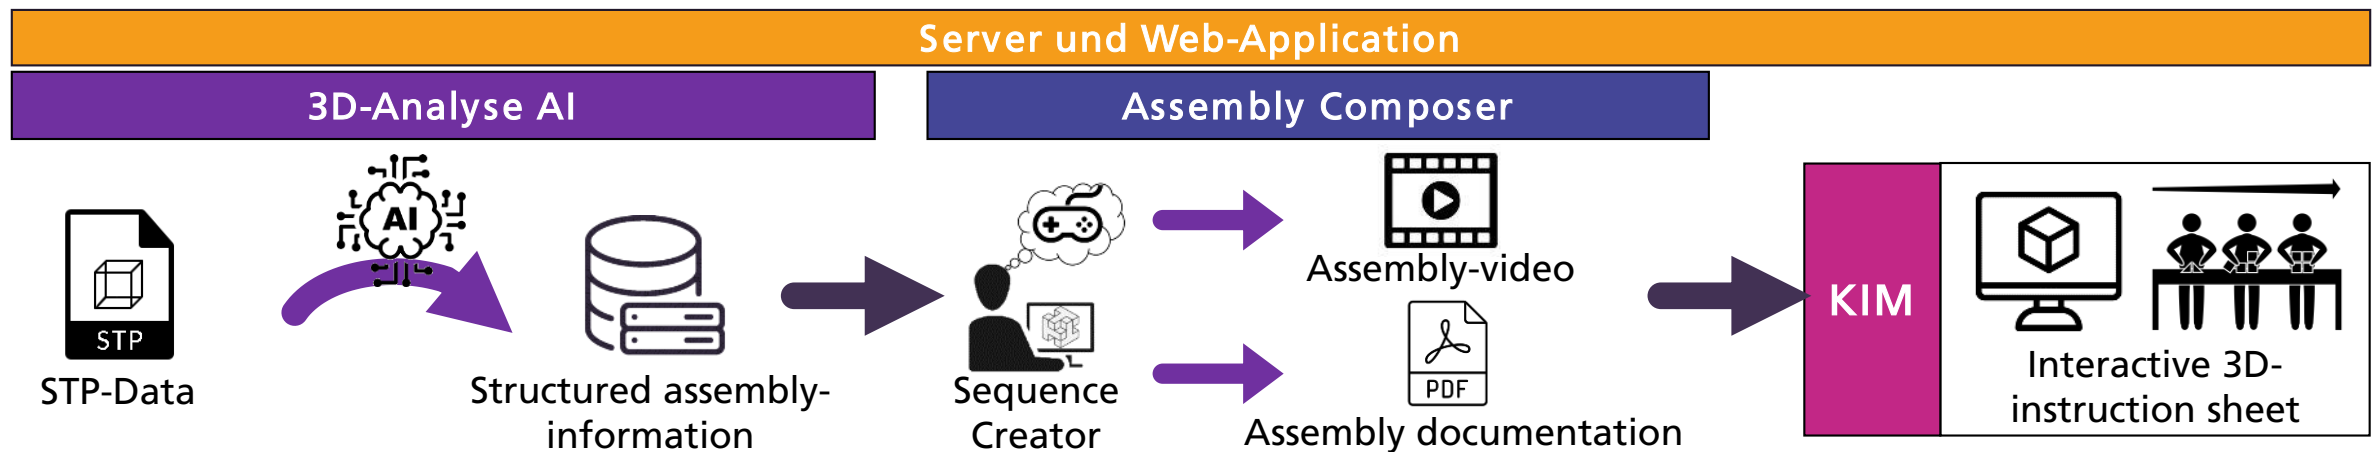 Server und Web-Application
3D-Analyse AI
Assembly Composer
AI
STP
STP-Data
Structured assembly-
information
Sequence
Creator
Assembly-video
PDF
Assembly documentation
KIM
Interactive 3D-
instruction sheet